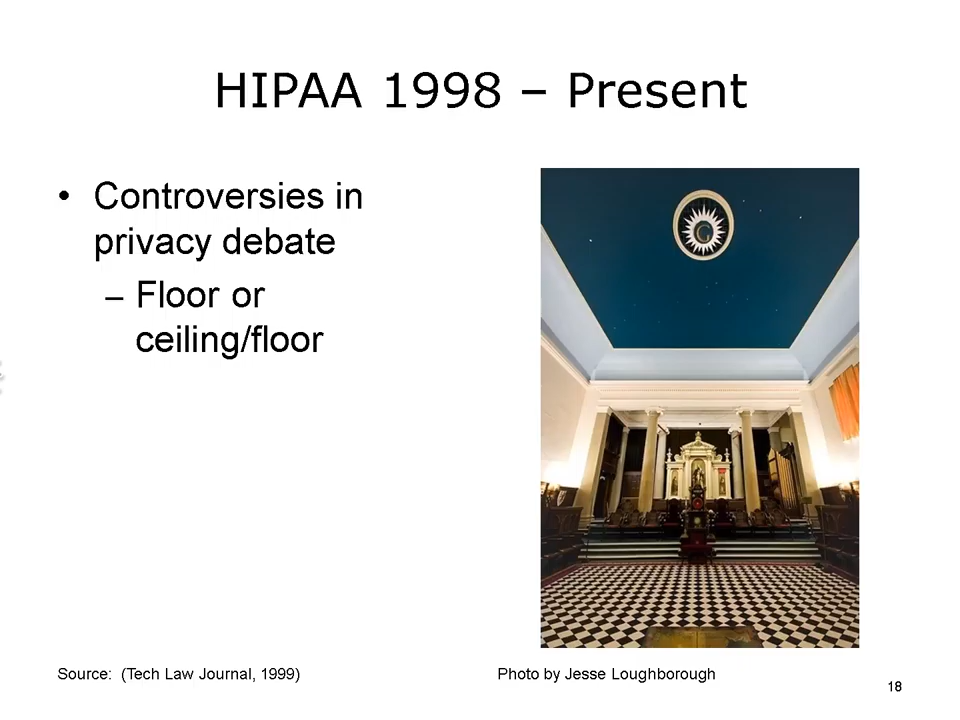 HIPAA 1998 – Present
• Controversies in
privacy debate
– Floor or
ceiling/floor
G
Source:  (Tech Law Journal, 1999)
Photo by Jesse Loughborough
18